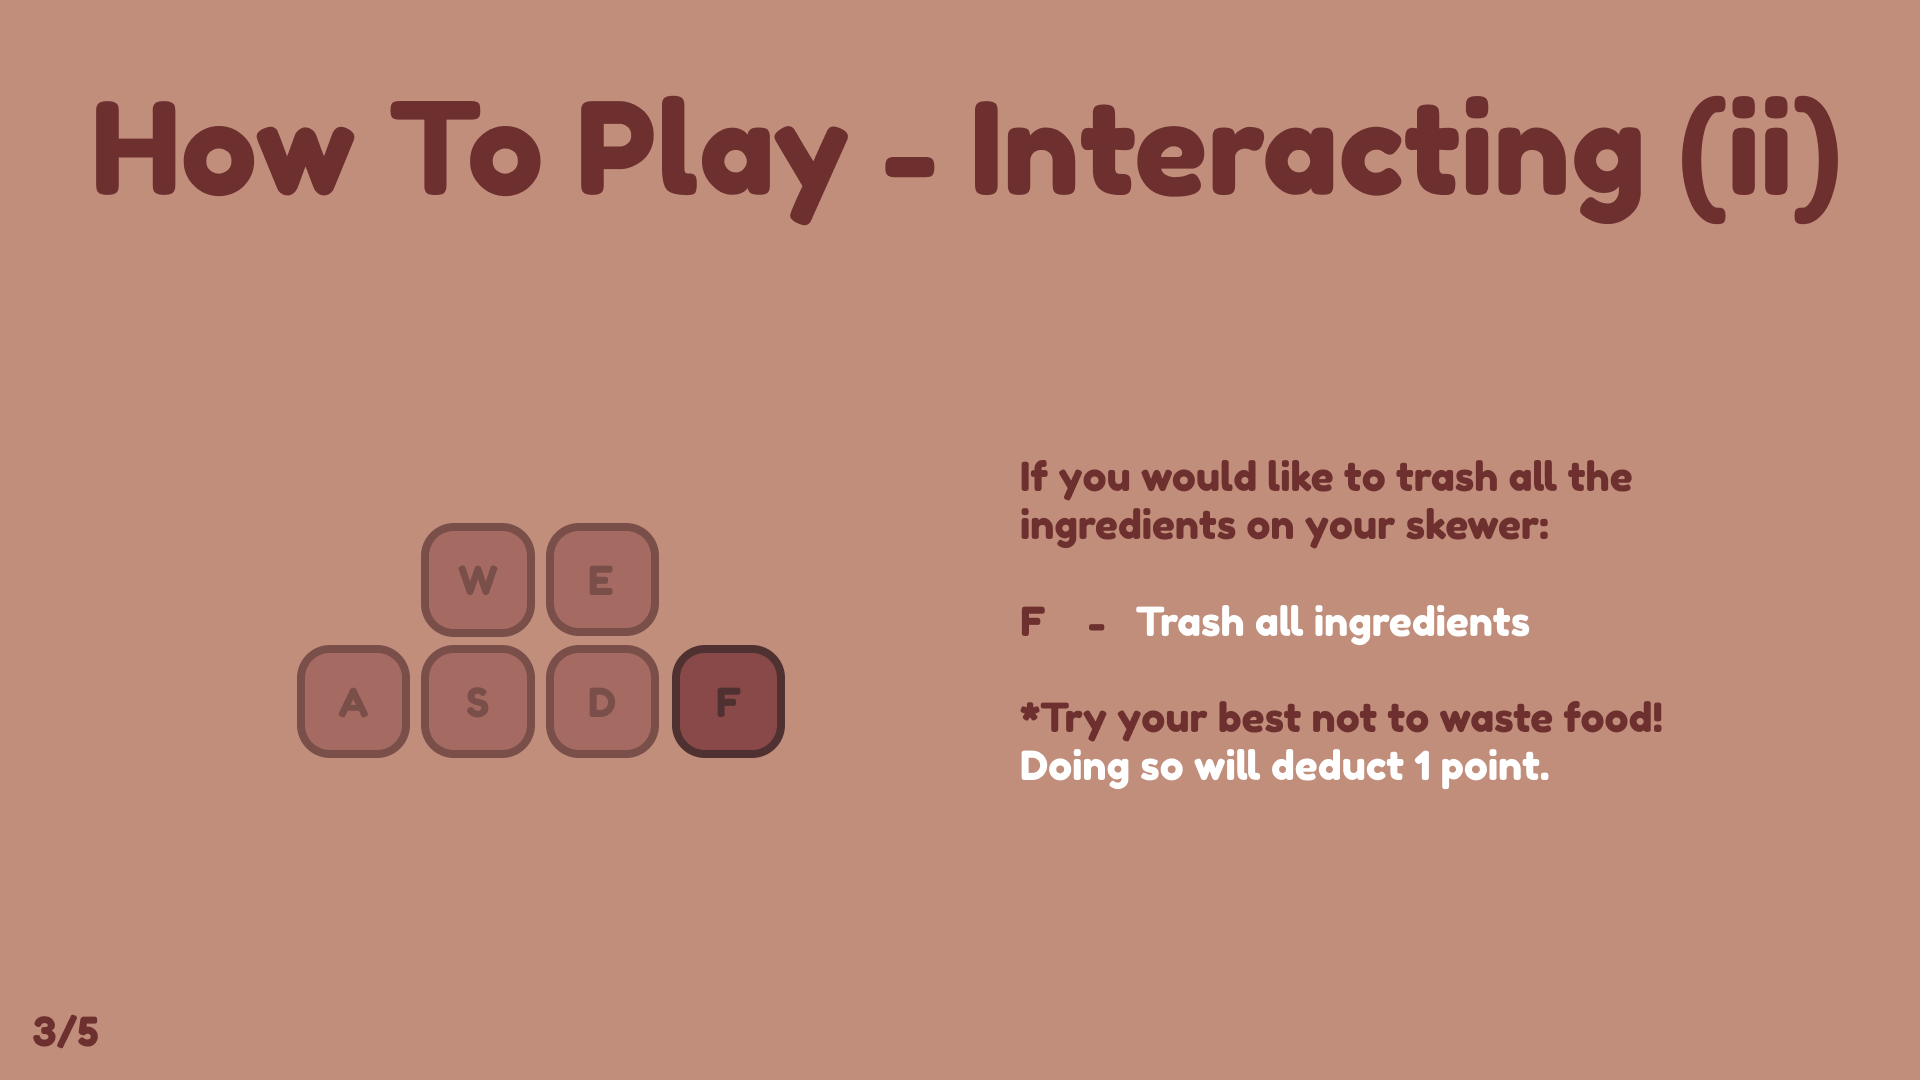 How To Play - Interacting (ii)
If you would like to trash all the
ingredients on your skewer:
W E
A S D F
F - Trash all ingredients
*Try your best not to waste food!
Doing so will deduct 1 point.
3/5